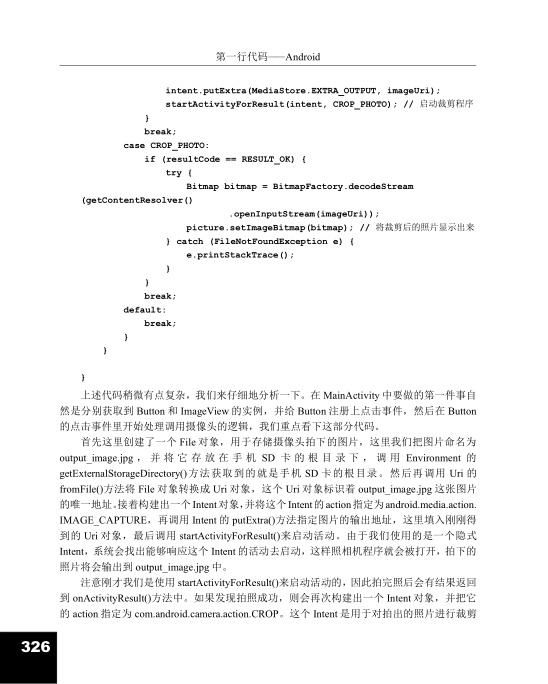 第一行代码——Android
intent.putExtra(MediaStore.EXTRA_OUTPUT, imageUri);
startActivityForResult(intent, CROP_PHOTO); // 启动裁剪程序
}
break;
case CROP_PHOTO:
if (resultCode == RESULT_OK) {
try {
Bitmap bitmap = BitmapFactory.decodeStream
(getContentResolver()
.openInputStream(imageUri));
picture.setImageBitmap(bitmap); // 将裁剪后的照片显示出来
} catch (FileNotFoundException e) {
e.printStackTrace();
}
}
break;
default:
break;
}
}
}
上述代码稍微有点复杂，我们来仔细地分析一下。在 MainActivity 中要做的第一件事自
然是分别获取到 Button 和 ImageView 的实例，并给 Button 注册上点击事件，然后在 Button
的点击事件里开始处理调用摄像头的逻辑，我们重点看下这部分代码。
首先这里创建了一个 File 对象，用于存储摄像头拍下的图片，这里我们把图片命名为
output_image.jpg，并将它存放在手机 SD 卡的根目录下，调用 Environment 的
getExternalStorageDirectory()方法获取到的就是手机 SD 卡的根目录。然后再调用 Uri 的
fromFile()方法将 File 对象转换成 Uri 对象，这个 Uri 对象标识着 output_image.jpg 这张图片
的唯一地址。接着构建出一个 Intent 对象，并将这个 Intent 的 action 指定为 android.media.action.
IMAGE_CAPTURE，再调用 Intent 的 putExtra()方法指定图片的输出地址，这里填入刚刚得
到的 Uri 对象，最后调用 startActivityForResult()来启动活动。由于我们使用的是一个隐式
Intent，系统会找出能够响应这个 Intent 的活动去启动，这样照相机程序就会被打开，拍下的
照片将会输出到 output_image.jpg 中。
注意刚才我们是使用 startActivityForResult()来启动活动的，因此拍完照后会有结果返回
到 onActivityResult()方法中。如果发现拍照成功，则会再次构建出一个 Intent 对象，并把它
的 action 指定为 com.android.camera.action.CROP。这个 Intent 是用于对拍出的照片进行裁剪
326